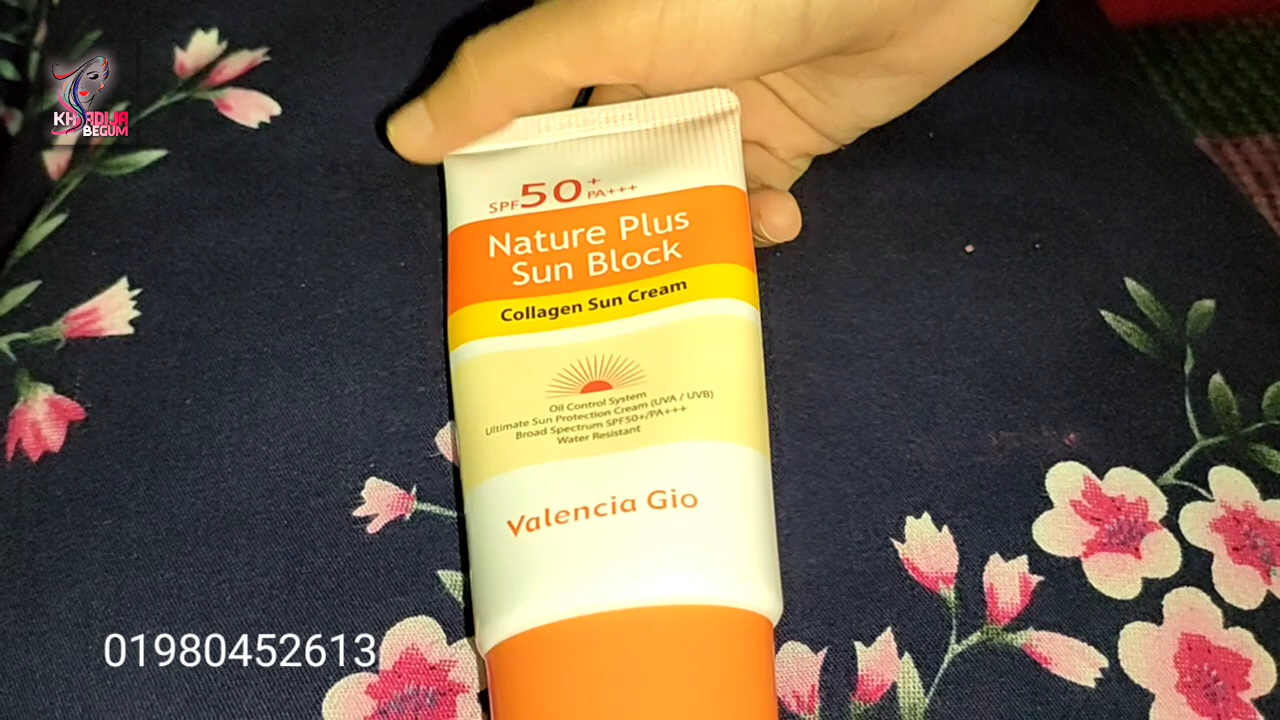 KHADIJA
BEGUM
SPF50+ PA+++
Nature Plus
Sun Block
Collagen Sun Cream
Oil Control System
Ultimate Sun Protection Cream (UVA / UVB)
Broad Spectrum SPF50+/PA+++
Water Resistant
Valencia Gio
01980452613